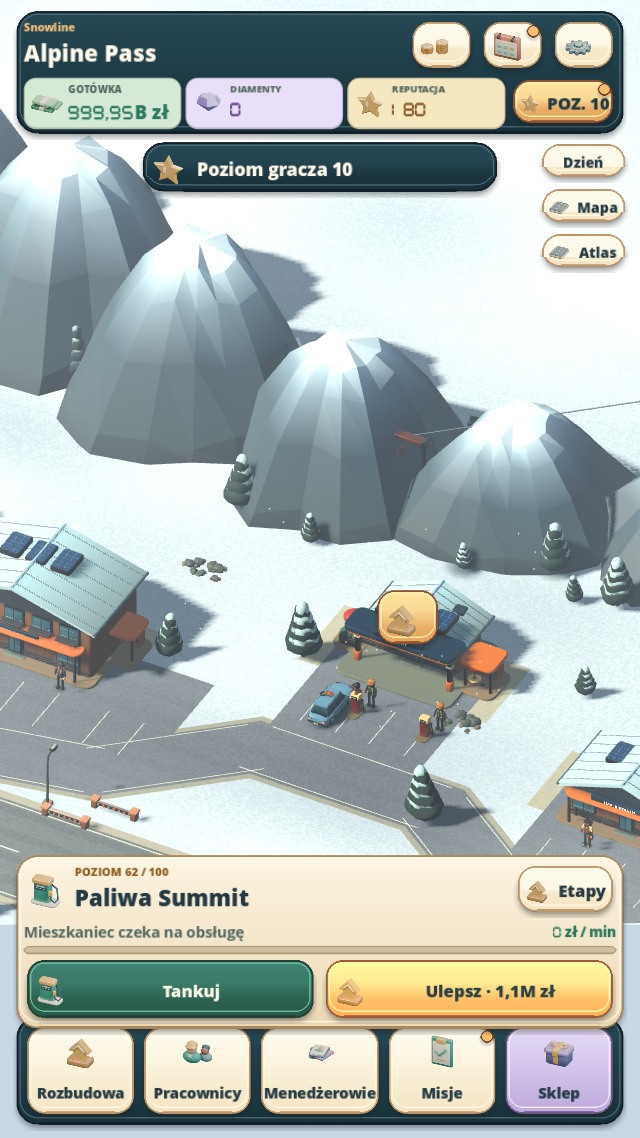 Snowline
Alpine Pass
GOTÓWKA
999,95B zł
DIAMENTY
0
REPUTACJA
180
POZ. 10
Poziom gracza 10
Dzień
Mapa
Atlas
POZIOM 62 / 100
Paliwa Summit
Etapy
Mieszkaniec czeka na obsługę
0 zł / min
Tankuj
Ulepsz · 1,1M zł
Rozbudowa
Pracownicy
Menedżerowie
Misje
Sklep